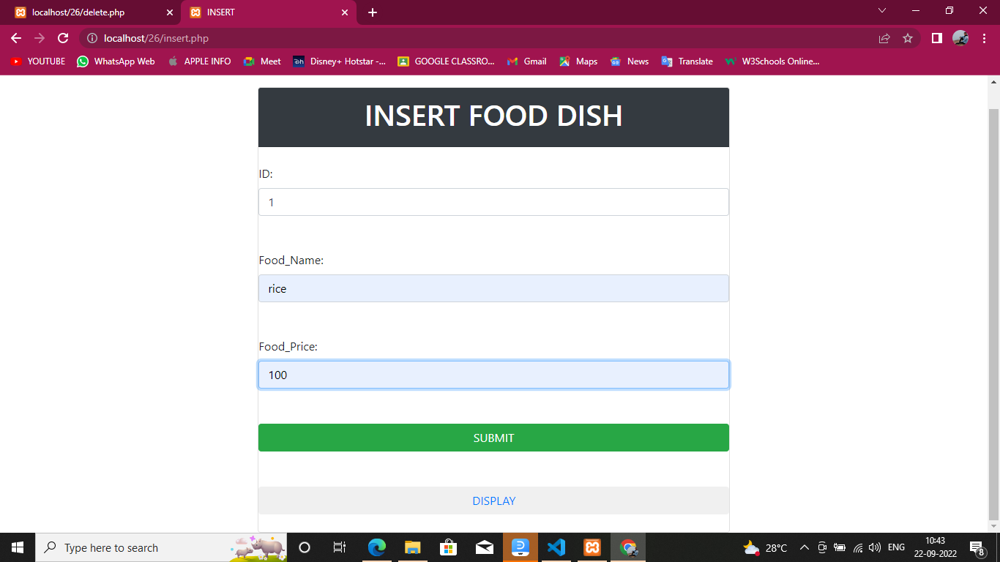 localhost/26/delete.php
INSERT
localhost/26/insert.php
YOUTUBE WhatsApp Web APPLE INFO Meet Disney+ Hotstar -... GOOGLE CLASSRO... Gmail Maps News Translate W3Schools Online...
INSERT FOOD DISH
ID:
1
Food_Name:
rice
Food_Price:
100
SUBMIT
DISPLAY
Type here to search
28°C
ENG
10:43
22-09-2022
8